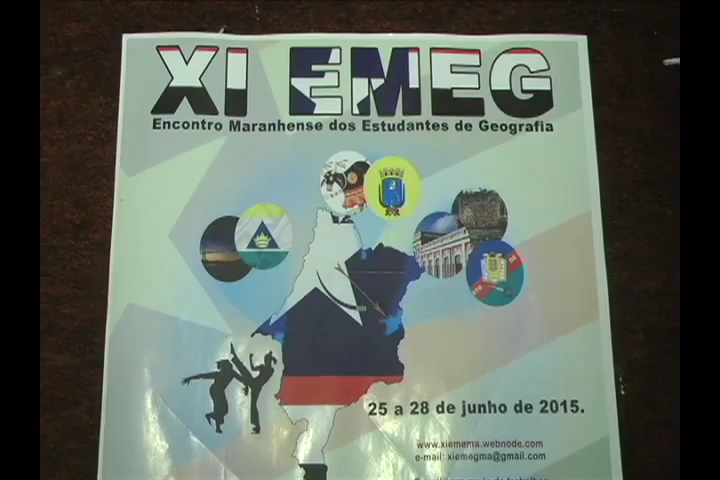 XI EMEG
Encontro Maranhense dos Estudantes de Geografia
25 a 28 de junho de 2015.
www.xiemema.webnode.com
e-mail: xiemegma@gmail.com